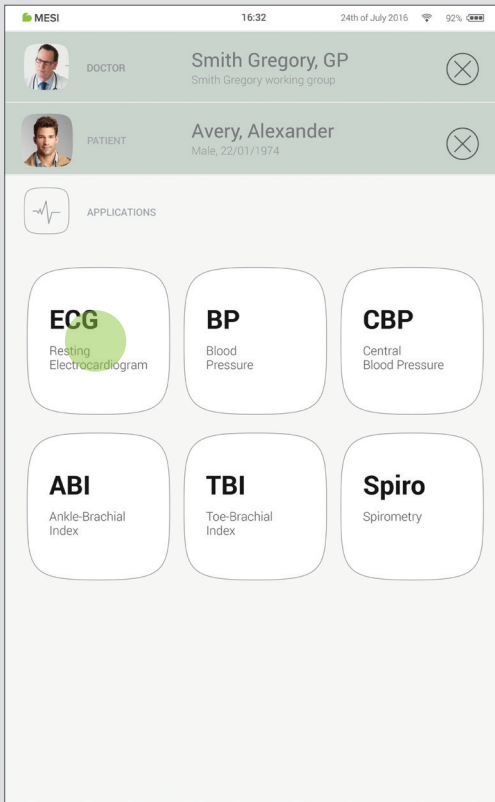 MESI
16:32
24th of July 2016
92%
DOCTOR
Smith Gregory, GP
Smith Gregory working group
PATIENT
Avery, Alexander
Male, 22/01/1974
APPLICATIONS
ECG
Resting
Electrocardiogram
BP
Blood
Pressure
CBP
Central
Blood Pressure
ABI
Ankle-Brachial
Index
TBI
Toe-Brachial
Index
Spiro
Spirometry